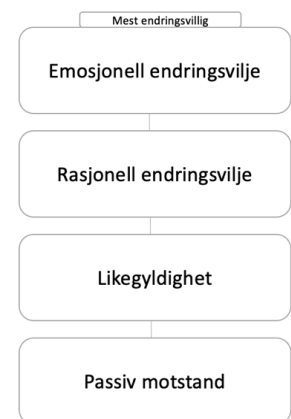 Mest endringsvillig
Emosjonell endringsvilje
Rasjonell endringsvilje
Likegyldighet
Passiv motstand